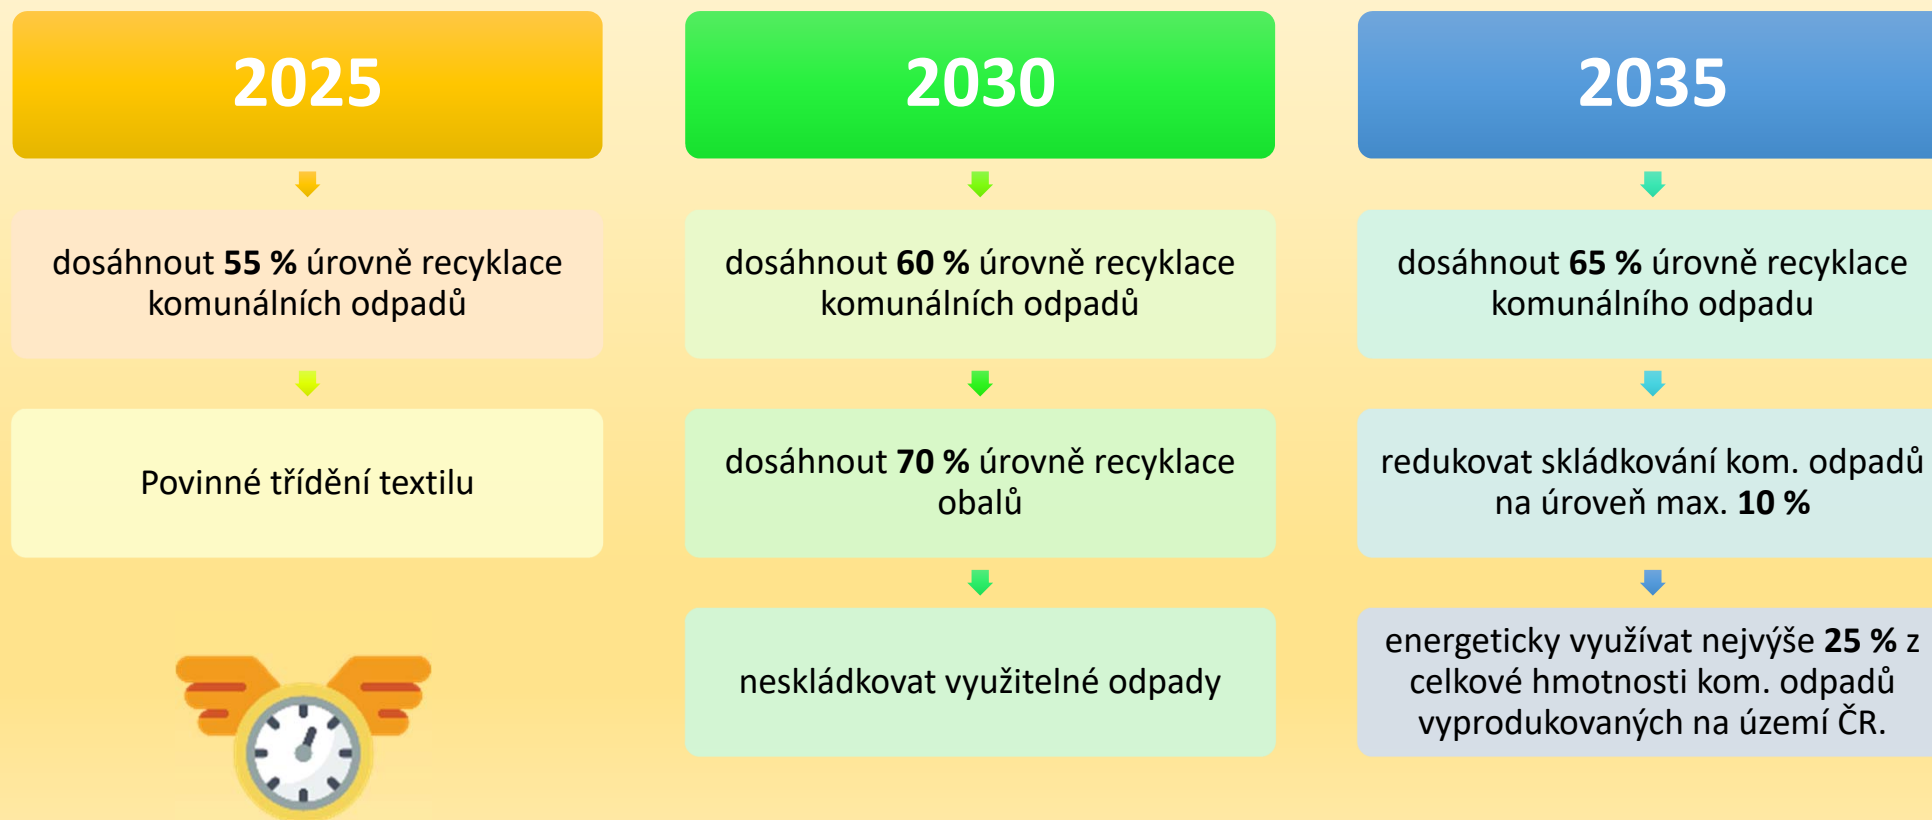 2025
dosáhnout 55 % úrovně recyklace
komunálních odpadů
Povinné třídění textilu
2030
dosáhnout 60 % úrovně recyklace
komunálních odpadů
dosáhnout 70 % úrovně recyklace
obalů
neskládkovat využitelné odpady
2035
dosáhnout 65 % úrovně recyklace
komunálního odpadu
redukovat skládkování kom. odpadů
na úroveň max. 10 %
energeticky využívat nejvýše 25 % z
celkové hmotnosti kom. odpadů
vyprodukovaných na území ČR.